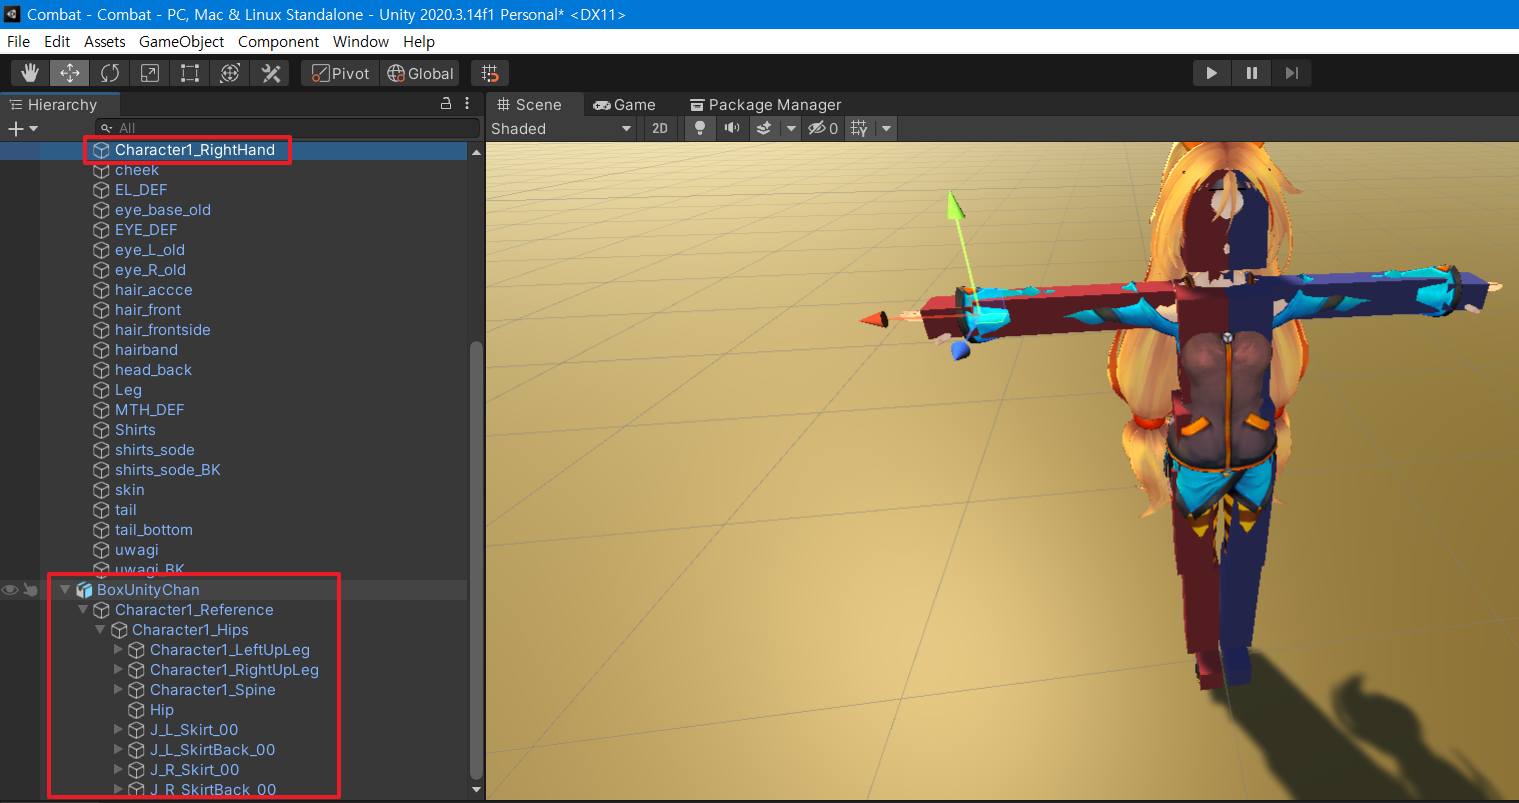 Combat - Combat - PC, Mac & Linux Standalone - Unity 2020.3.14f1 Personal* <DX11>
File Edit Assets GameObject Component Window Help
Pivot Global
Hierarchy
All
Character1_RightHand
cheek
EL_DEF
eye_base_old
EYE_DEF
eye_L_old
eye_R_old
hair_accce
hair_front
hair_frontside
hairband
head_back
Leg
MTH_DEF
Shirts
shirts_sode
shirts_sode_BK
skin
tail
tail_bottom
uwagi
uwagi_BK
BoxUnityChan
Character1_Reference
Character1_Hips
Character1_LeftUpLeg
Character1_RightUpLeg
Character1_Spine
Hip
J_L_Skirt_00
J_L_SkirtBack_00
J_R_Skirt_00
J_R_SkirtBack_00
Scene Game Package Manager
Shaded 2D 0